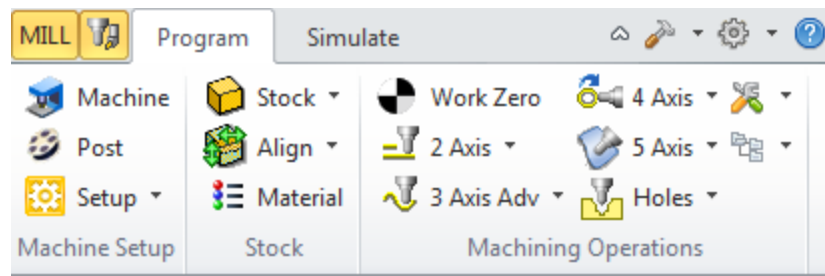 MILL Program Simulate ?
Machine Stock Work Zero 4 Axis
Post Align 2 Axis 5 Axis
Setup Material 3 Axis Adv Holes
Machine Setup Stock Machining Operations